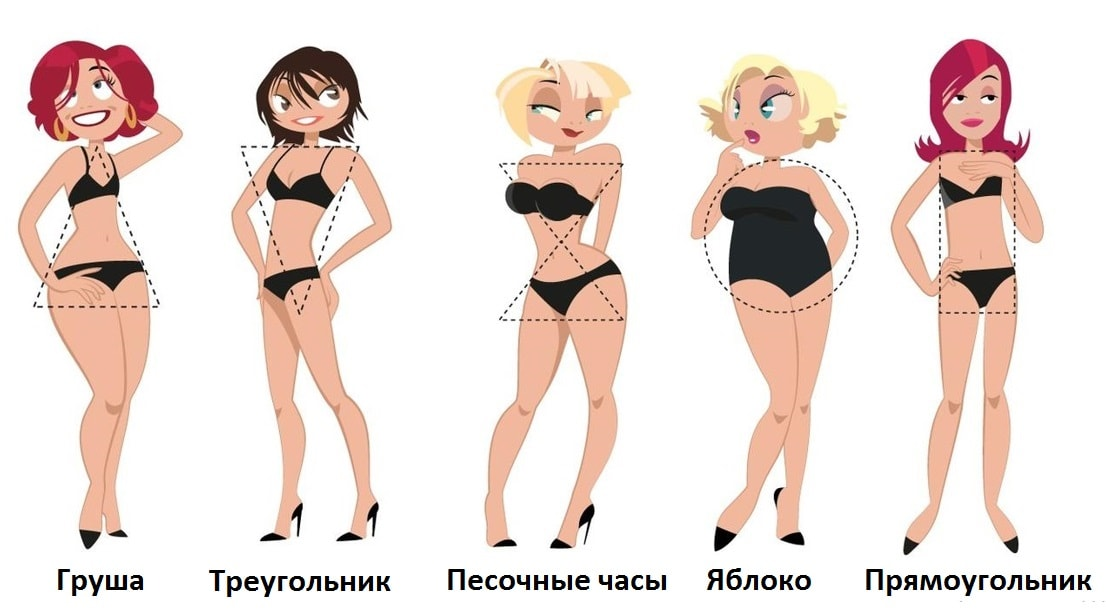 Груша
Треугольник
Песочные часы
Яблоко
Прямоугольник